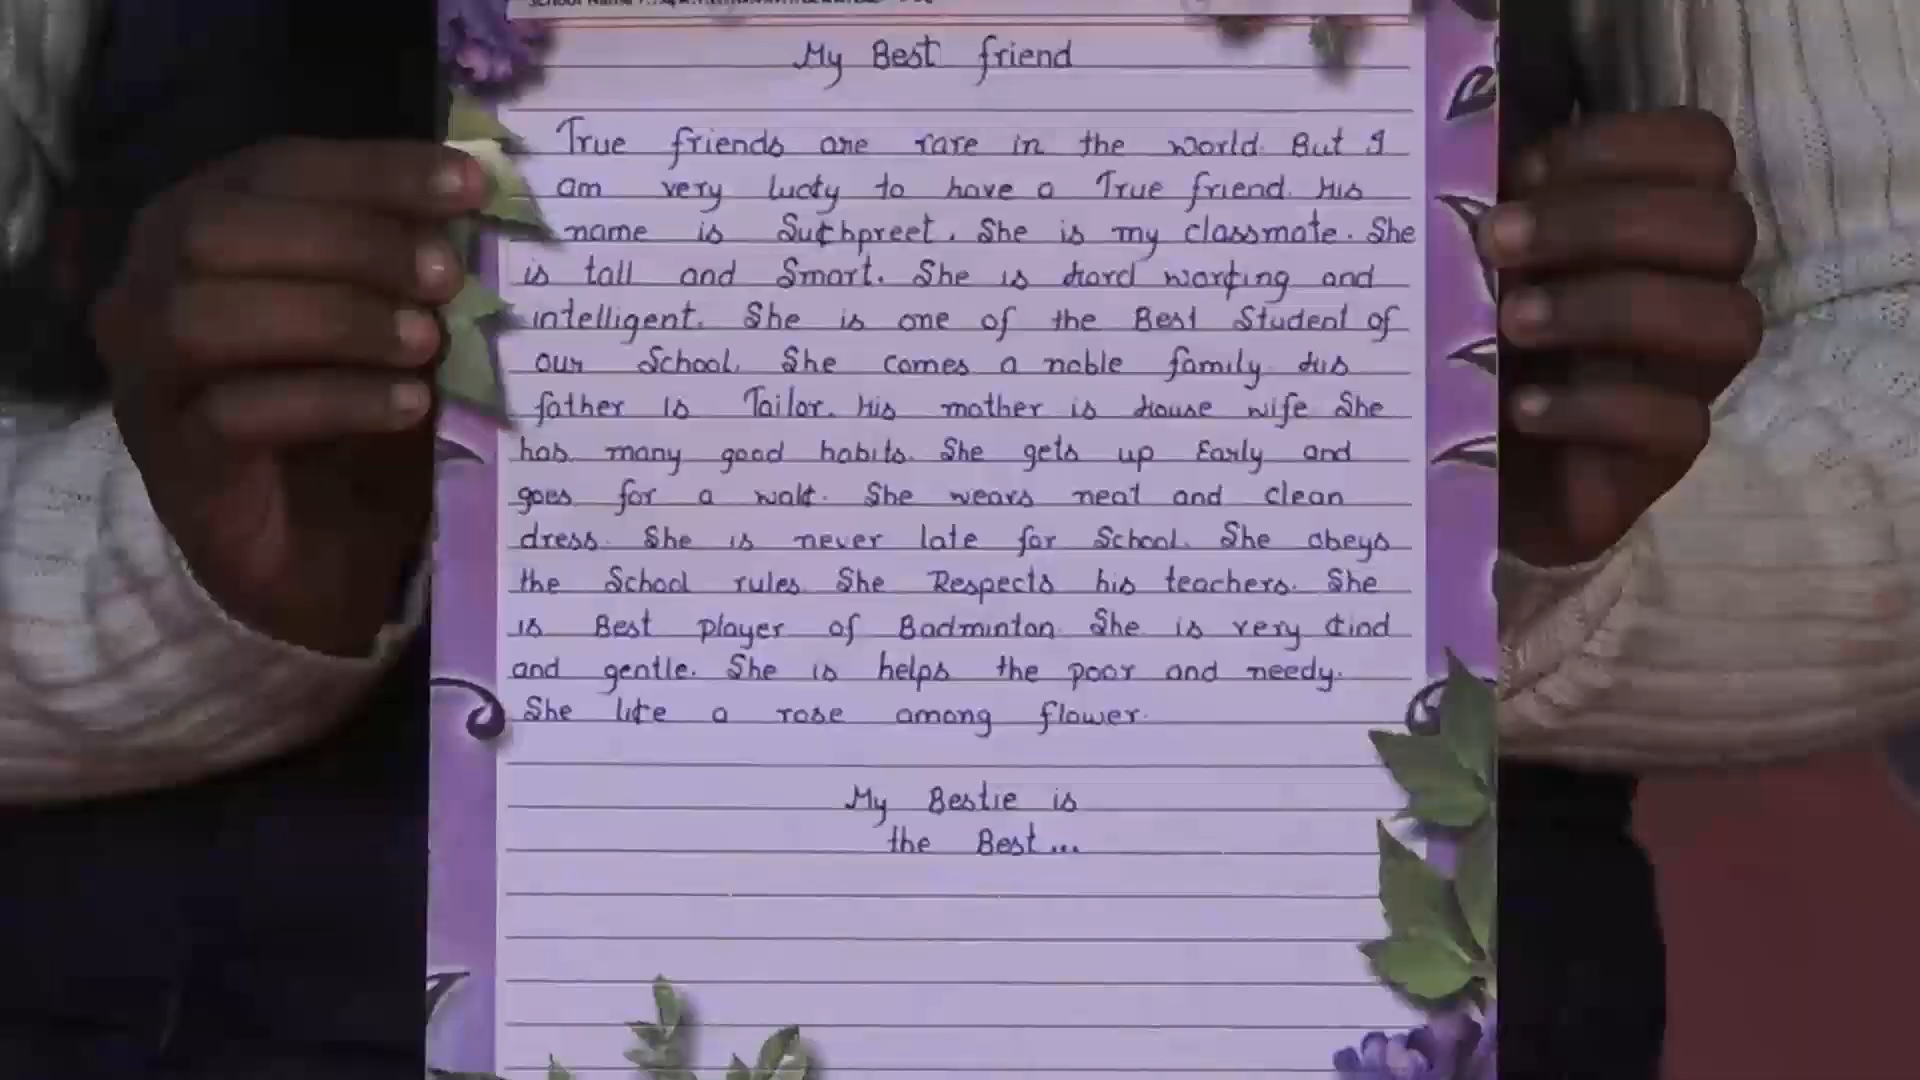 My Best friend
True friends are rare in the world. But I
am very lucky to have a True friend. His
name is Sukhpreet. She is my classmate. She
is tall and Smart. She is hard working and
intelligent. She is one of the Best Student of
our School. She comes a noble family His
father is Tailor. His mother is house wife She
has many good habits. She gets up Early and
goes for a walk. She wears neat and clean
dress. She is never late for School. She obeys
the School rules. She Respects his teachers. She
is Best player of Badminton. She is very kind
and gentle. She is helps the poor and needy.
She like a rose among flower.
My Bestie is
the Best...